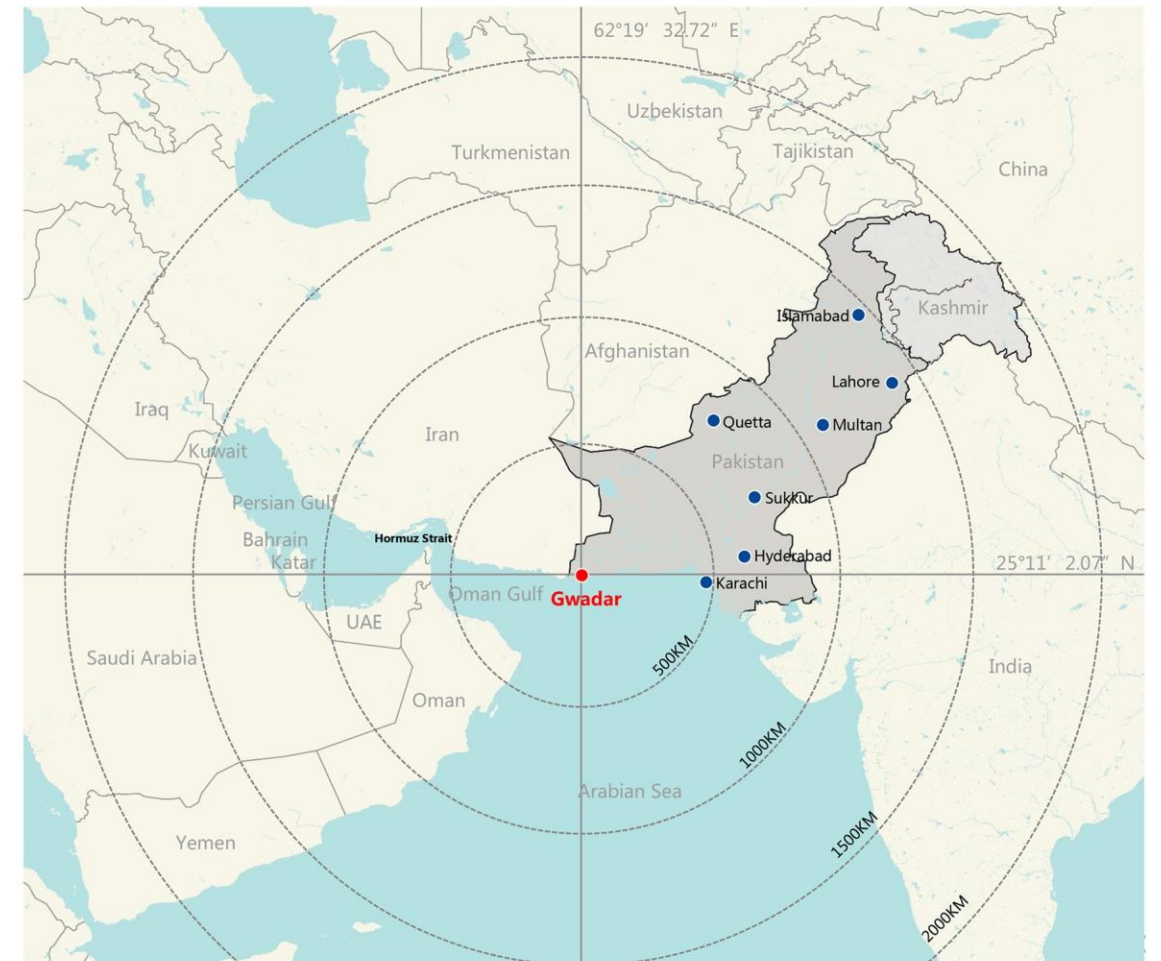 62°19′ 32.72″ E
Uzbekistan
Turkmenistan
Tajikistan
China
Kashmir
Islamabad
Afghanistan
Lahore
Iraq
Quetta
Multan
Iran
Kuwait
Pakistan
Persian Gulf
Sukkur
Hormuz Strait
Bahrain
Katar
Hyderabad
25°11′ 2.07″ N
Karachi
Oman Gulf
Gwadar
UAE
500KM
Saudi Arabia
India
Oman
1000KM
Arabian Sea
1500KM
Yemen
2000KM